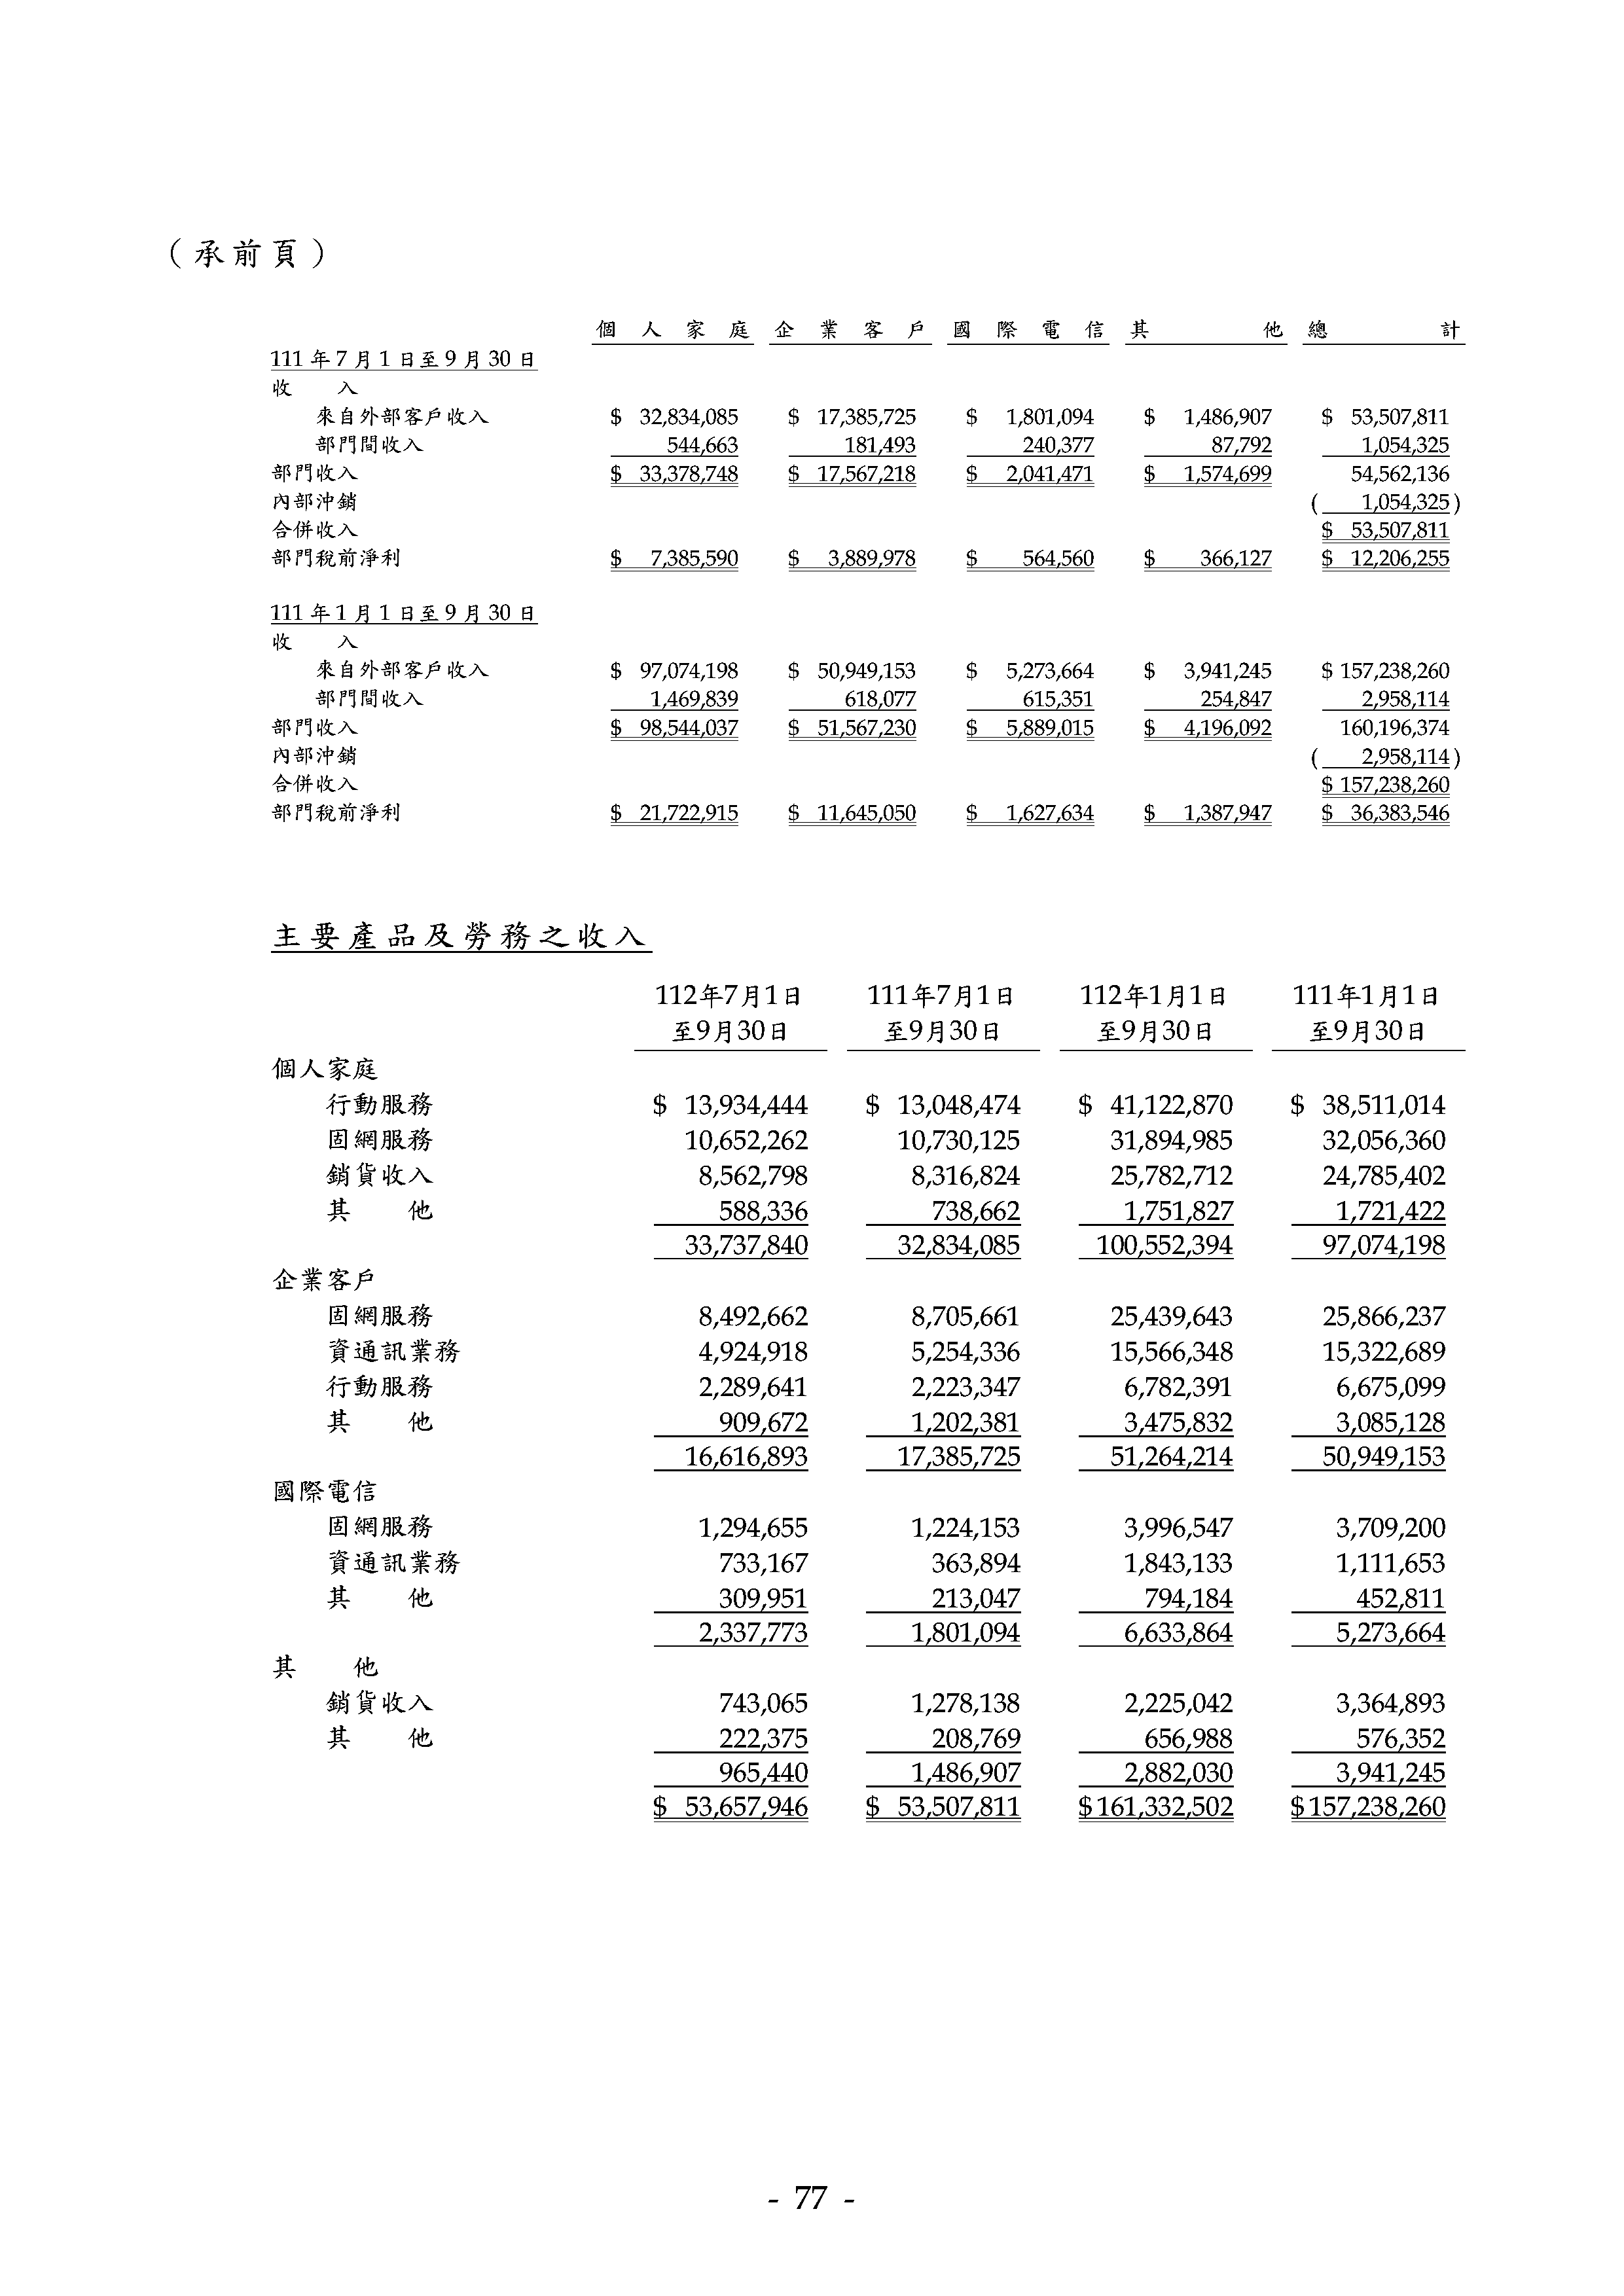 （承前頁）
個人家庭 企業客戶 國際電信 其他 總計
111年7月1日至9月30日
收入
來自外部客戶收入 $ 32,834,085 $ 17,385,725 $ 1,801,094 $ 1,486,907 $ 53,507,811
部門間收入 544,663 181,493 240,377 87,792 1,054,325
部門收入 $ 33,378,748 $ 17,567,218 $ 2,041,471 $ 1,574,699 54,562,136
內部沖銷 ( 1,054,325)
合併收入 $ 53,507,811
部門稅前淨利 $ 7,385,590 $ 3,889,978 $ 564,560 $ 366,127 $ 12,206,255
111年1月1日至9月30日
收入
來自外部客戶收入 $ 97,074,198 $ 50,949,153 $ 5,273,664 $ 3,941,245 $ 157,238,260
部門間收入 1,469,839 618,077 615,351 254,847 2,958,114
部門收入 $ 98,544,037 $ 51,567,230 $ 5,889,015 $ 4,196,092 160,196,374
內部沖銷 ( 2,958,114)
合併收入 $ 157,238,260
部門稅前淨利 $ 21,722,915 $ 11,645,050 $ 1,627,634 $ 1,387,947 $ 36,383,546
主要產品及勞務之收入
112年7月1日 111年7月1日 112年1月1日 111年1月1日
至9月30日 至9月30日 至9月30日 至9月30日
個人家庭
行動服務 $ 13,934,444 $ 13,048,474 $ 41,122,870 $ 38,511,014
固網服務 10,652,262 10,730,125 31,894,985 32,056,360
銷貨收入 8,562,798 8,316,824 25,782,712 24,785,402
其他 588,336 738,662 1,751,827 1,721,422
33,737,840 32,834,085 100,552,394 97,074,198
企業客戶
固網服務 8,492,662 8,705,661 25,439,643 25,866,237
資通訊業務 4,924,918 5,254,336 15,566,348 15,322,689
行動服務 2,289,641 2,223,347 6,782,391 6,675,099
其他 909,672 1,202,381 3,475,832 3,085,128
16,616,893 17,385,725 51,264,214 50,949,153
國際電信
固網服務 1,294,655 1,224,153 3,996,547 3,709,200
資通訊業務 733,167 363,894 1,843,133 1,111,653
其他 309,951 213,047 794,184 452,811
2,337,773 1,801,094 6,633,864 5,273,664
其他
銷貨收入 743,065 1,278,138 2,225,042 3,364,893
其他 222,375 208,769 656,988 576,352
965,440 1,486,907 2,882,030 3,941,245
$ 53,657,946 $ 53,507,811 $161,332,502 $157,238,260
- 77 -